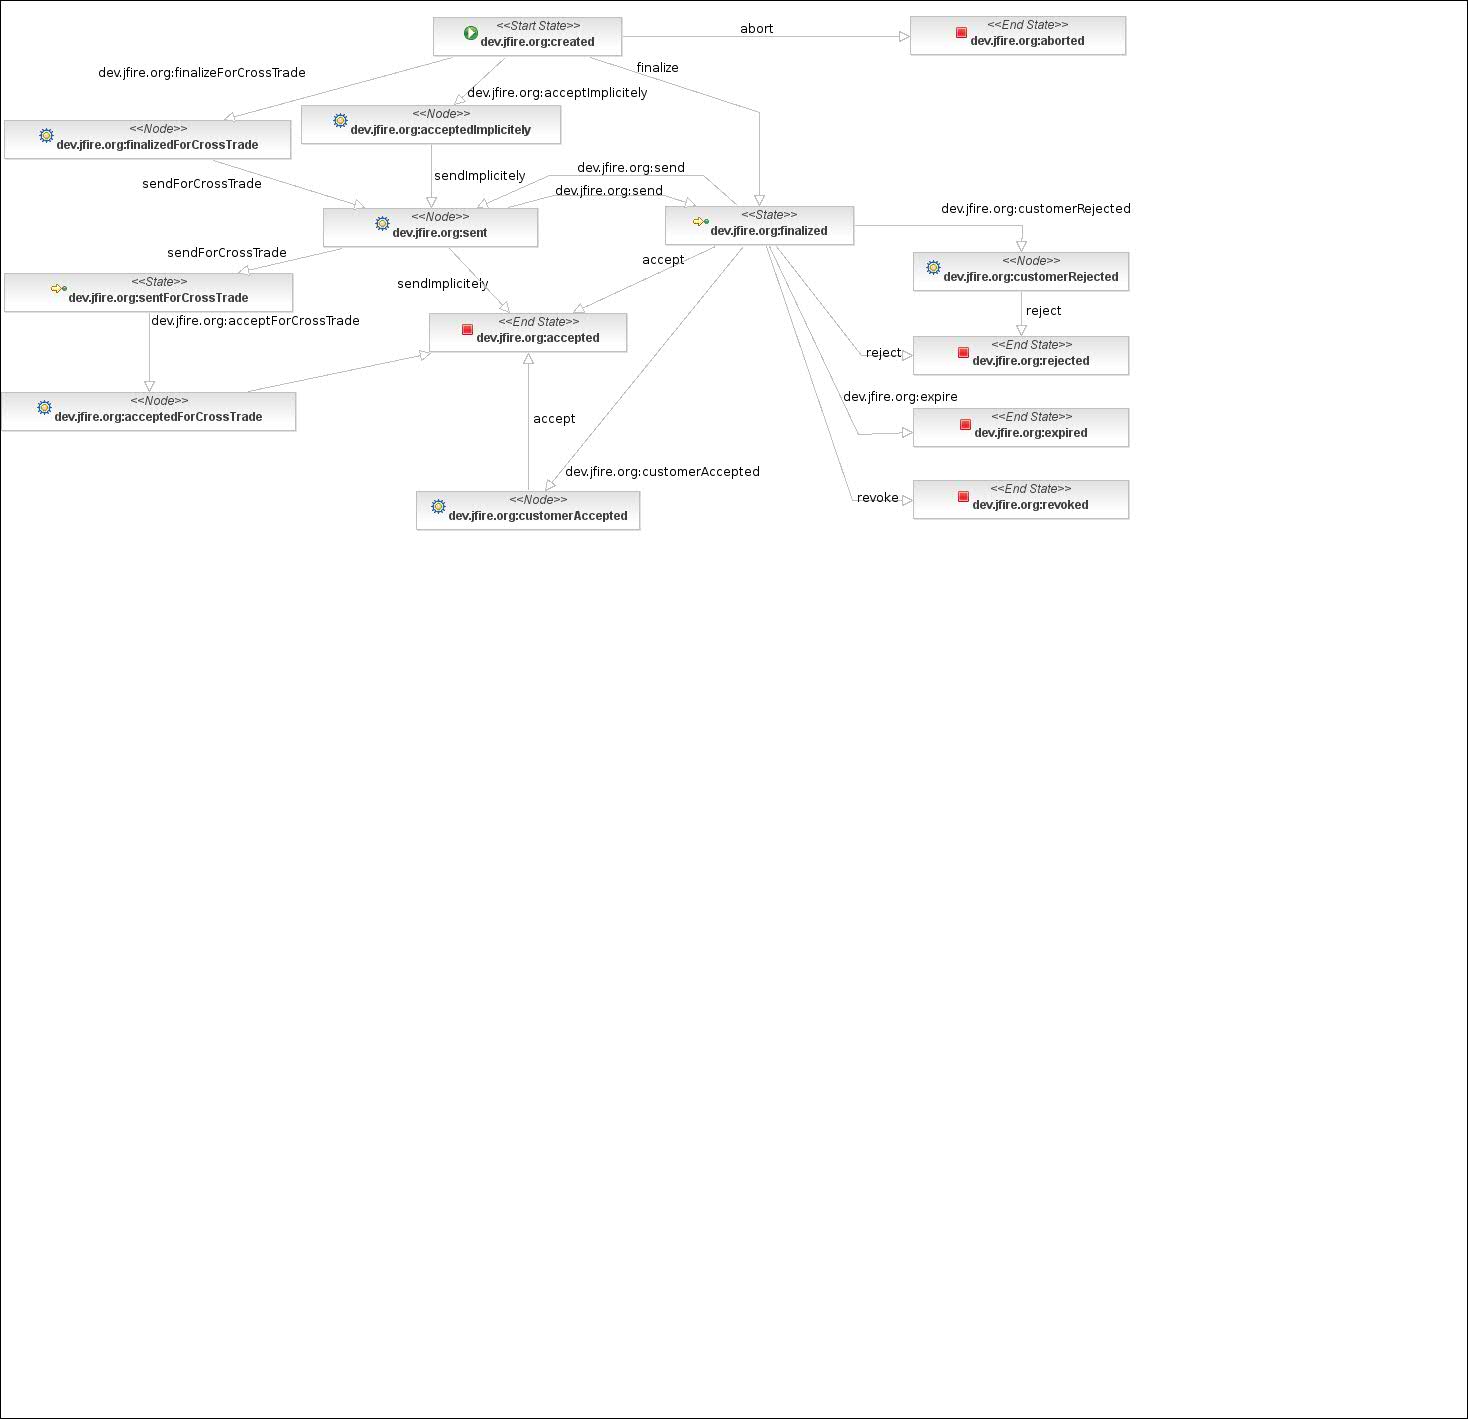 <<Start State>>
dev.jfire.org:created
abort
<<End State>>
dev.jfire.org:aborted
dev.jfire.org:finalizeForCrossTrade
finalize
dev.jfire.org:acceptImplicitely
<<Node>>
dev.jfire.org:finalizedForCrossTrade
<<Node>>
dev.jfire.org:acceptedImplicitely
sendForCrossTrade
sendImplicitely
dev.jfire.org:send
dev.jfire.org:send
<<Node>>
dev.jfire.org:sent
<<State>>
dev.jfire.org:finalized
dev.jfire.org:customerRejected
sendForCrossTrade
accept
<<Node>>
dev.jfire.org:customerRejected
<<State>>
dev.jfire.org:sentForCrossTrade
sendImplicitely
reject
dev.jfire.org:acceptForCrossTrade
<<End State>>
dev.jfire.org:accepted
reject
<<End State>>
dev.jfire.org:rejected
dev.jfire.org:expire
<<Node>>
dev.jfire.org:acceptedForCrossTrade
accept
<<End State>>
dev.jfire.org:expired
dev.jfire.org:customerAccepted
revoke
<<End State>>
dev.jfire.org:revoked
<<Node>>
dev.jfire.org:customerAccepted